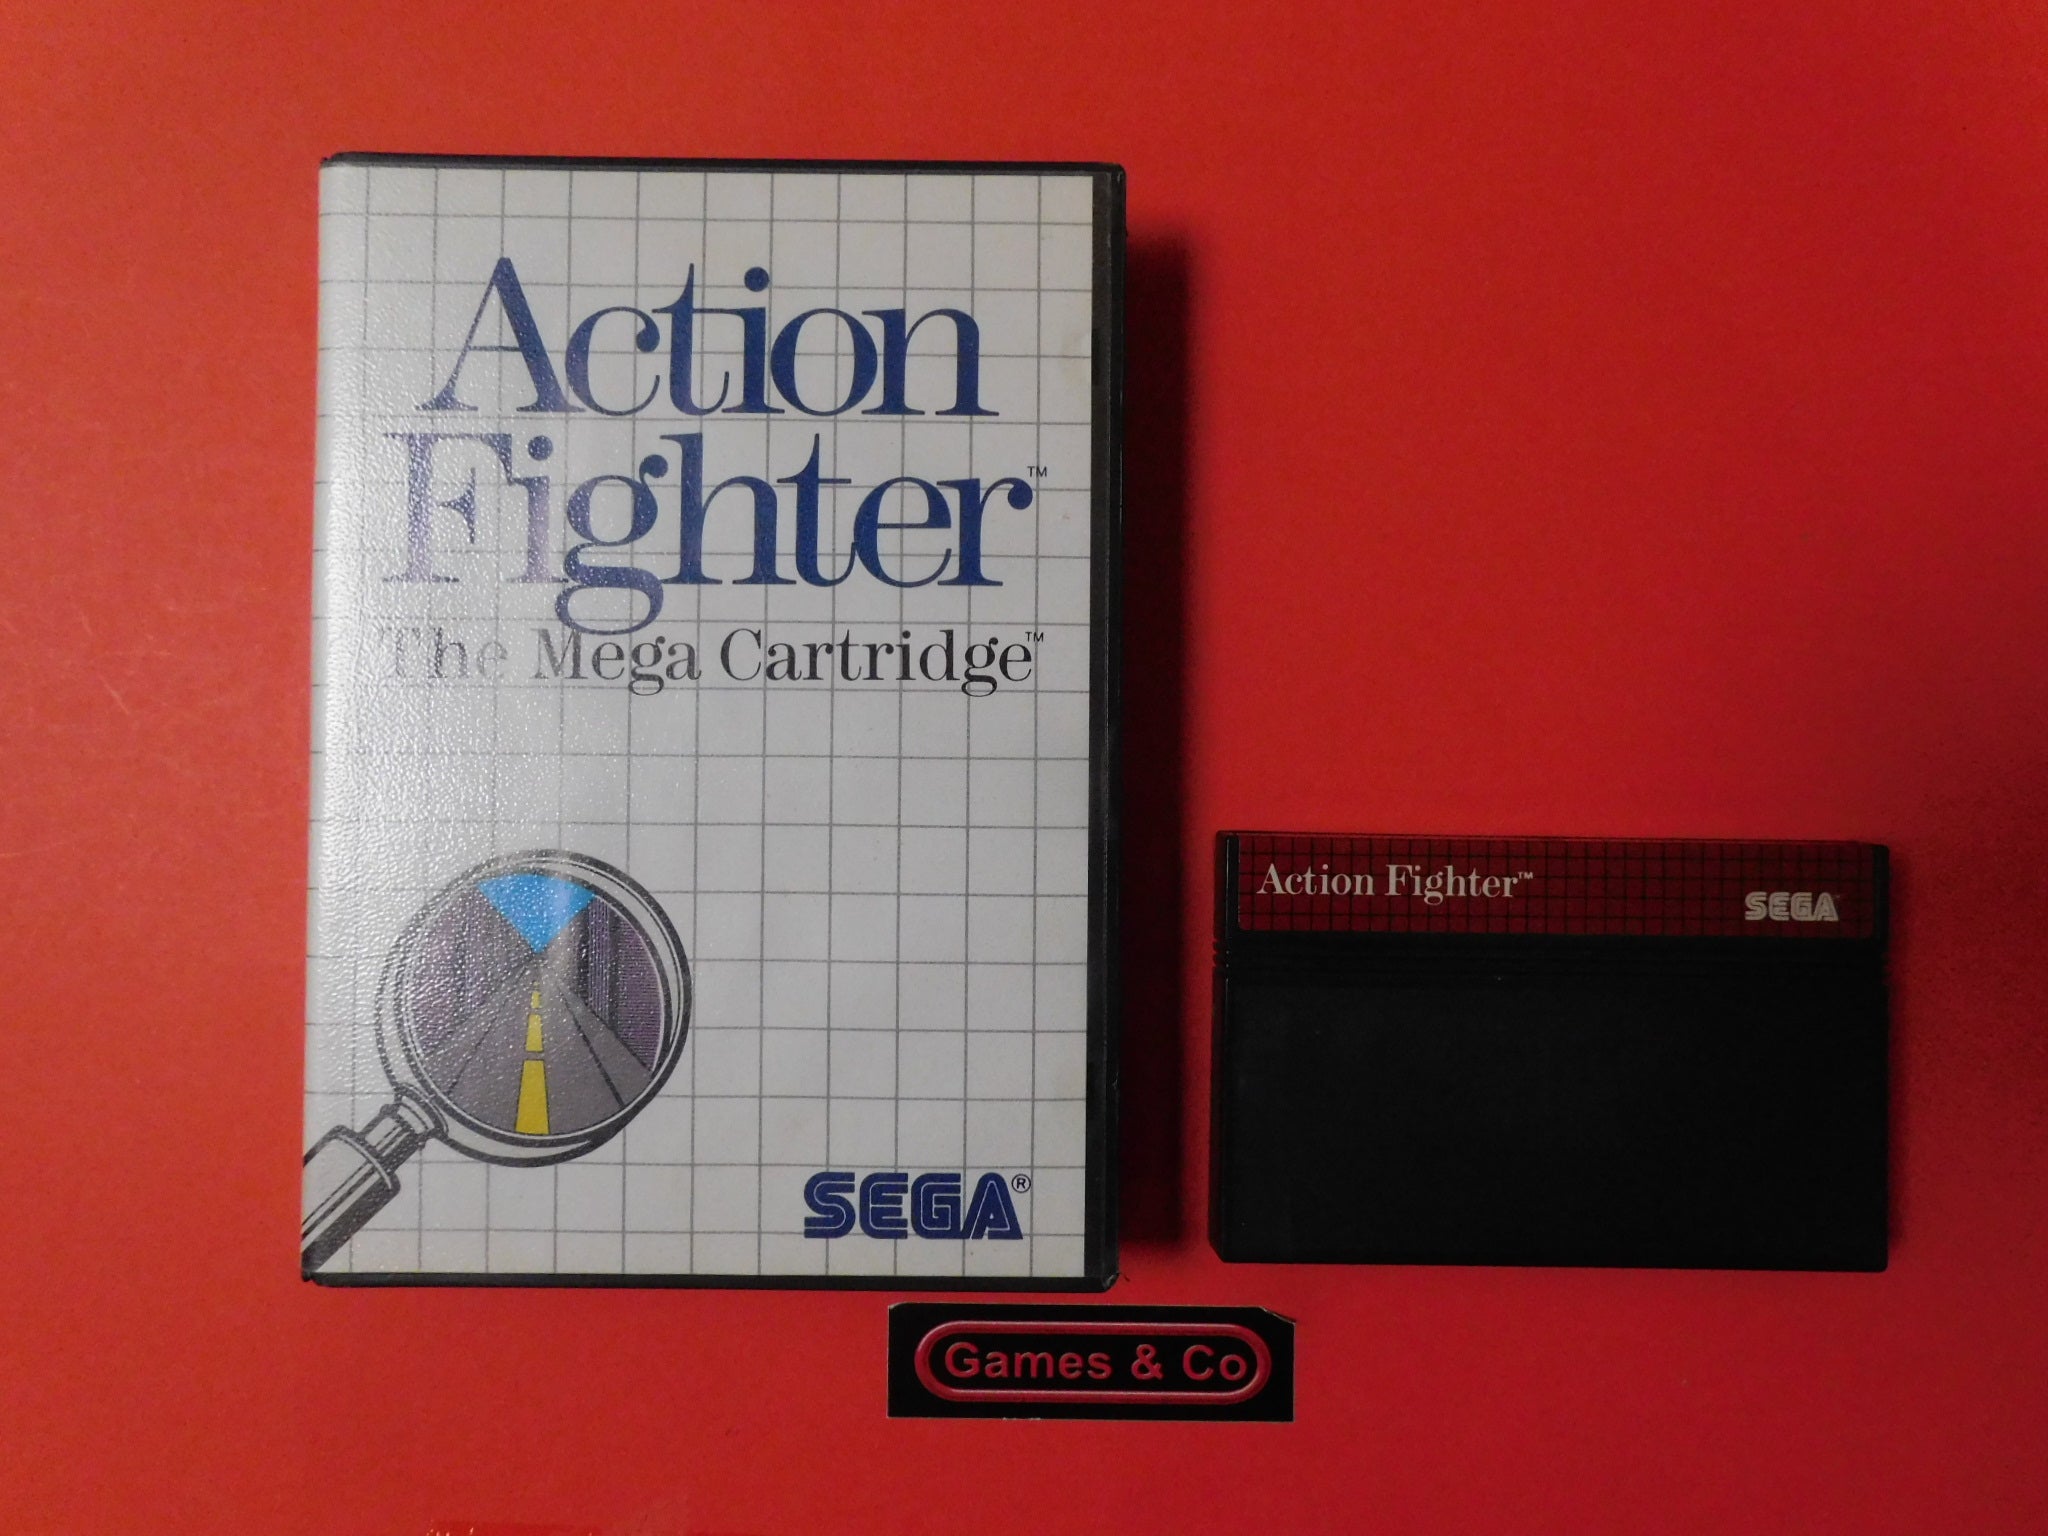 Action
Fighter™
The Mega Cartridge™
SEGA®
Action Fighter™
SEGA
Games & Co